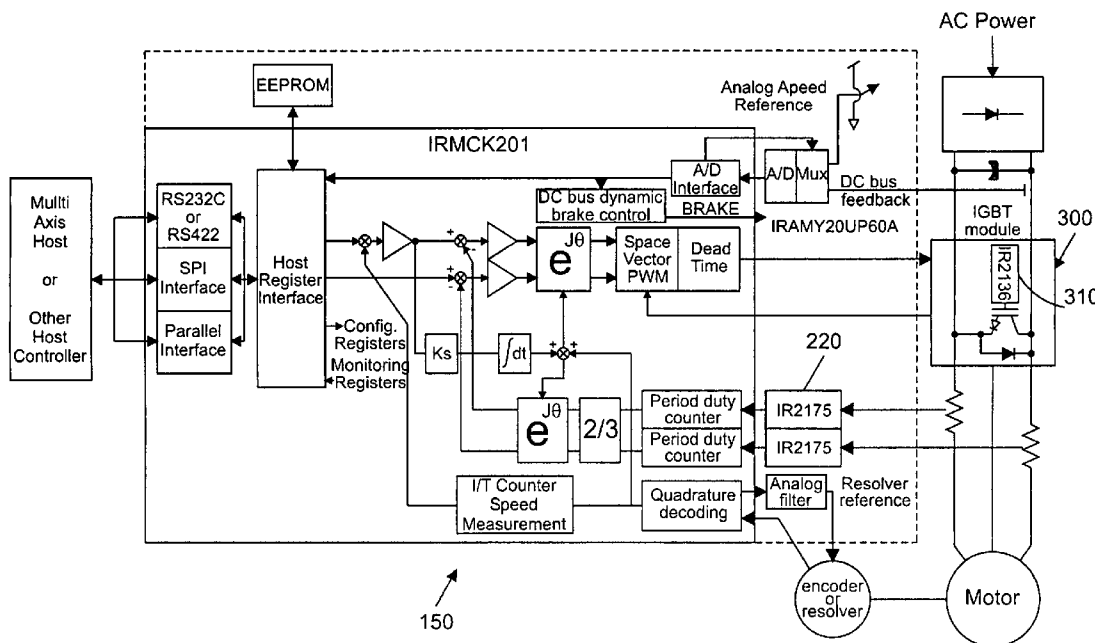 AC Power
EEPROM
Analog Apeed
Reference
IRMCK201
Mullti
Axis
Host
or
Other
Host
Controller
RS232C
or
RS422
SPI
Interface
Parallel
Interface
Host
Register
Interface
A/D
Interface
A/D
Mux
DC bus
feedback
DC bus dynamic
brake control
BRAKE
IRAMY20UP60A
IGBT
module
300
IR2136
310
+
-
+
-
e
Jθ
Space
Vector
PWM
Dead
Time
Config.
Registers
Monitoring
Registers
Ks
∫dt
+
+
220
e
Jθ
2/3
Period duty
counter
IR2175
Period duty
counter
IR2175
I/T Counter
Speed
Measurement
Quadrature
decoding
Analog
filter
Resolver
reference
encoder
or
resolver
Motor
150